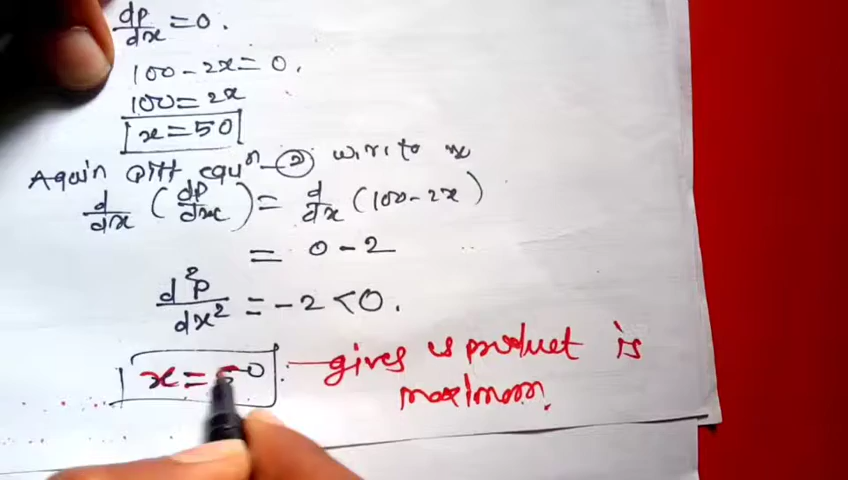 dp/dx = 0.
100 - 2x = 0.
100 = 2x
x = 50
Again Diff equⁿ - ② w.r.to x
d/dx (dp/dx) = d/dx (100 - 2x)
= 0 - 2
d²p/dx² = -2 < 0.
x = 50 - gives us product is
maximum.